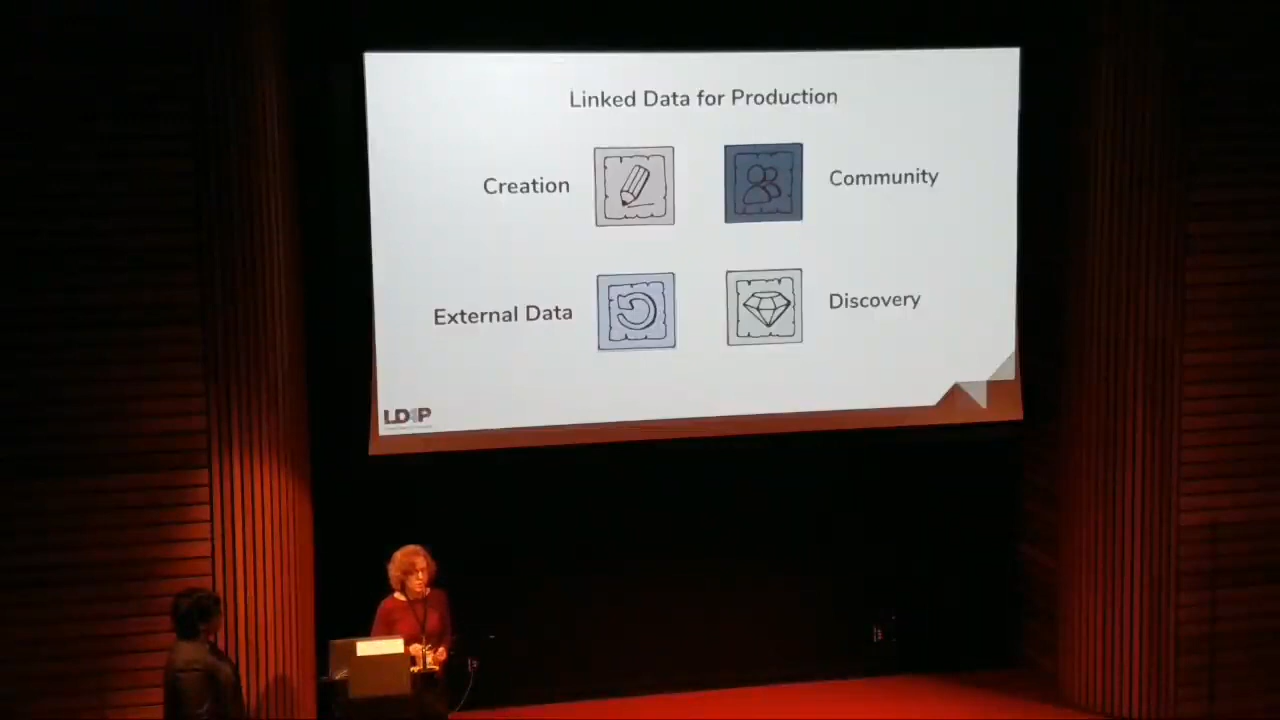 Linked Data for Production
Creation
Community
External Data
Discovery
LD4P